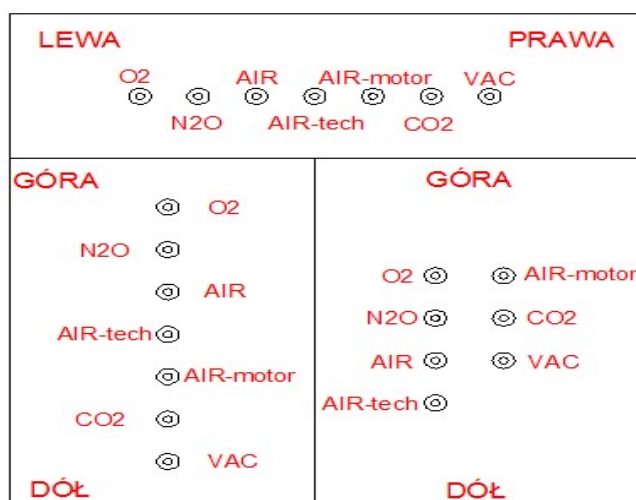 LEWA PRAWA
O2 AIR AIR-motor VAC
N2O AIR-tech CO2
GÓRA
O2
N2O
AIR
AIR-tech
AIR-motor
CO2
VAC
DÓŁ
GÓRA
O2 AIR-motor
N2O CO2
AIR VAC
AIR-tech
DÓŁ